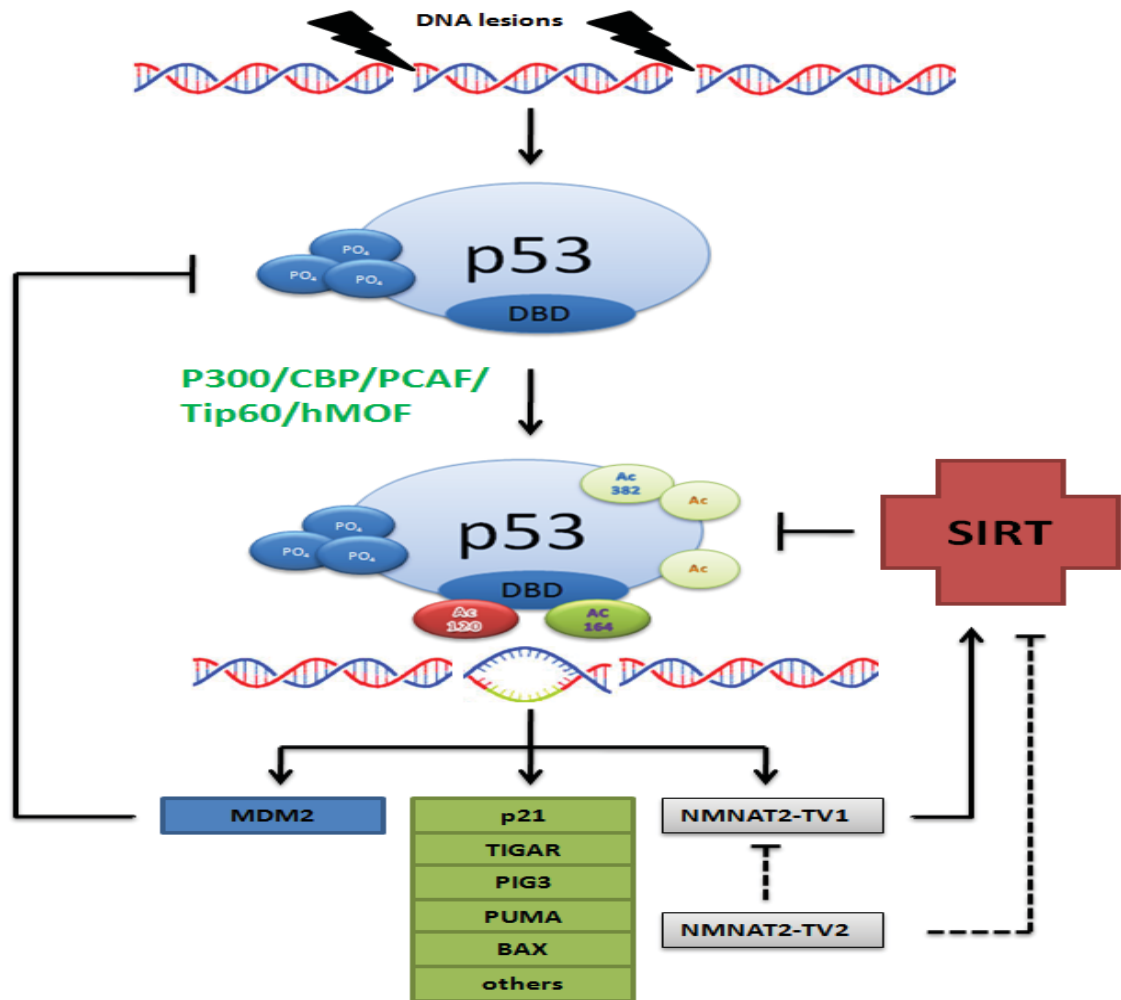 DNA lesions
p53
PO₄
PO₄
PO₄
DBD
P300/CBP/PCAF/
Tip60/hMOF
Ac
382
Ac
p53
SIRT
PO₄
PO₄
PO₄
Ac
DBD
Ac
120
AC
164
MDM2
p21
NMNAT2-TV1
TIGAR
PIG3
PUMA
NMNAT2-TV2
BAX
others